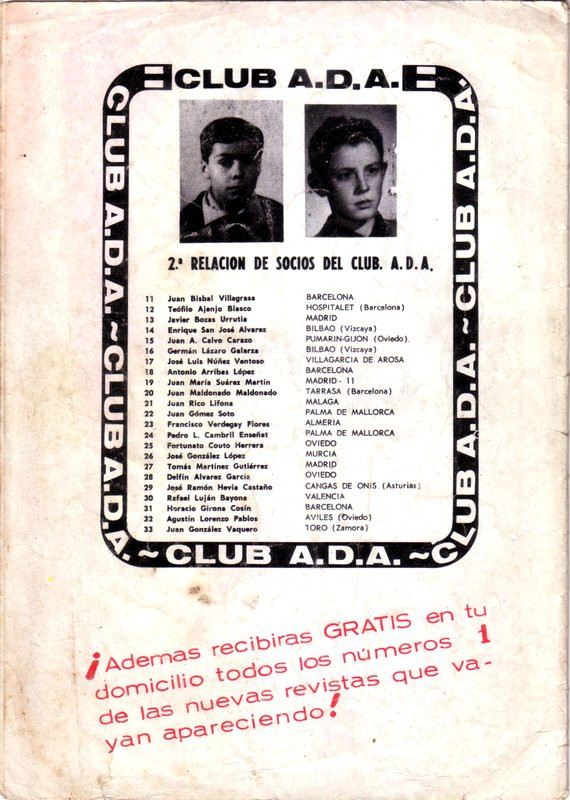 CLUB A.D.A.
CLUB A.D.A. ~ CLUB A.D.A. ~ CLUB A.D.A. ~ CLUB A.D.A. ~ CLUB A.D.A.
2.ª RELACION DE SOCIOS DEL CLUB. A.D.A.
11 Juan Bisbal Villagrasa BARCELONA
12 Teófilo Ajenjo Blasco HOSPITALET (Barcelona)
13 Javier Bozas Urrutia MADRID
14 Enrique San José Alvarez BILBAO (Vizcaya)
15 Juan A. Calvo Carazo PUMARIN-GIJON (Oviedo)
16 Germán Lázaro Galarza BILBAO (Vizcaya)
17 José Luis Núñez Ventoso VILLAGARCIA DE AROSA
18 Antonio Arribas López BARCELONA
19 Juan María Suárez Martín MADRID - 11
20 Juan Maldonado Maldonado TARRASA (Barcelona)
21 Juan Rico Lifona MALAGA
22 Juan Gómez Soto PALMA DE MALLORCA
23 Francisco Verdegay Flores ALMERIA
24 Pedro L. Cambril Enseñat PALMA DE MALLORCA
25 Fortunato Couto Herrera OVIEDO
26 José González López MURCIA
27 Tomás Martínez Gutiérrez MADRID
28 Delfín Alvarez García OVIEDO
29 José Ramón Hevia Castaño CANGAS DE ONIS (Asturias)
30 Rafael Luján Bayona VALENCIA
31 Horacio Girona Cosin BARCELONA
32 Agustín Lorenzo Pablos AVILES (Oviedo)
33 Juan González Vaquero TORO (Zamora)
¡Ademas recibiras GRATIS en tu
domicilio todos los números 1
de las nuevas revistas que va-
yan apareciendo!